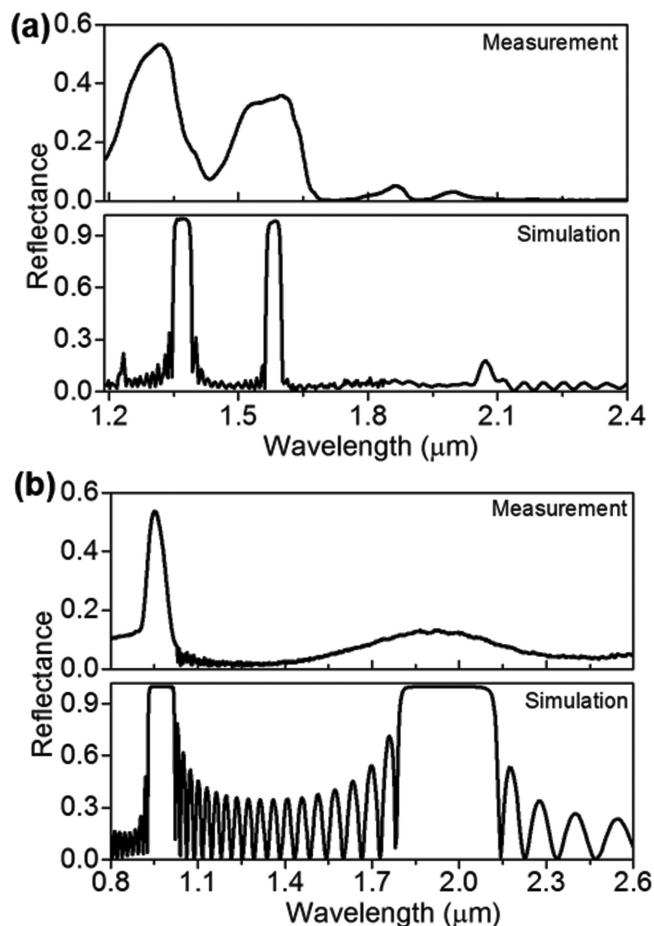 (a)
0.6
Measurement
0.4
0.2
0.0
Reflectance
0.9
Simulation
0.6
0.3
0.0
1.2 1.5 1.8 2.1 2.4
Wavelength (μm)
(b)
0.6
Measurement
0.4
0.2
0.0
Reflectance
0.9
Simulation
0.6
0.3
0.0
0.8 1.1 1.4 1.7 2.0 2.3 2.6
Wavelength (μm)